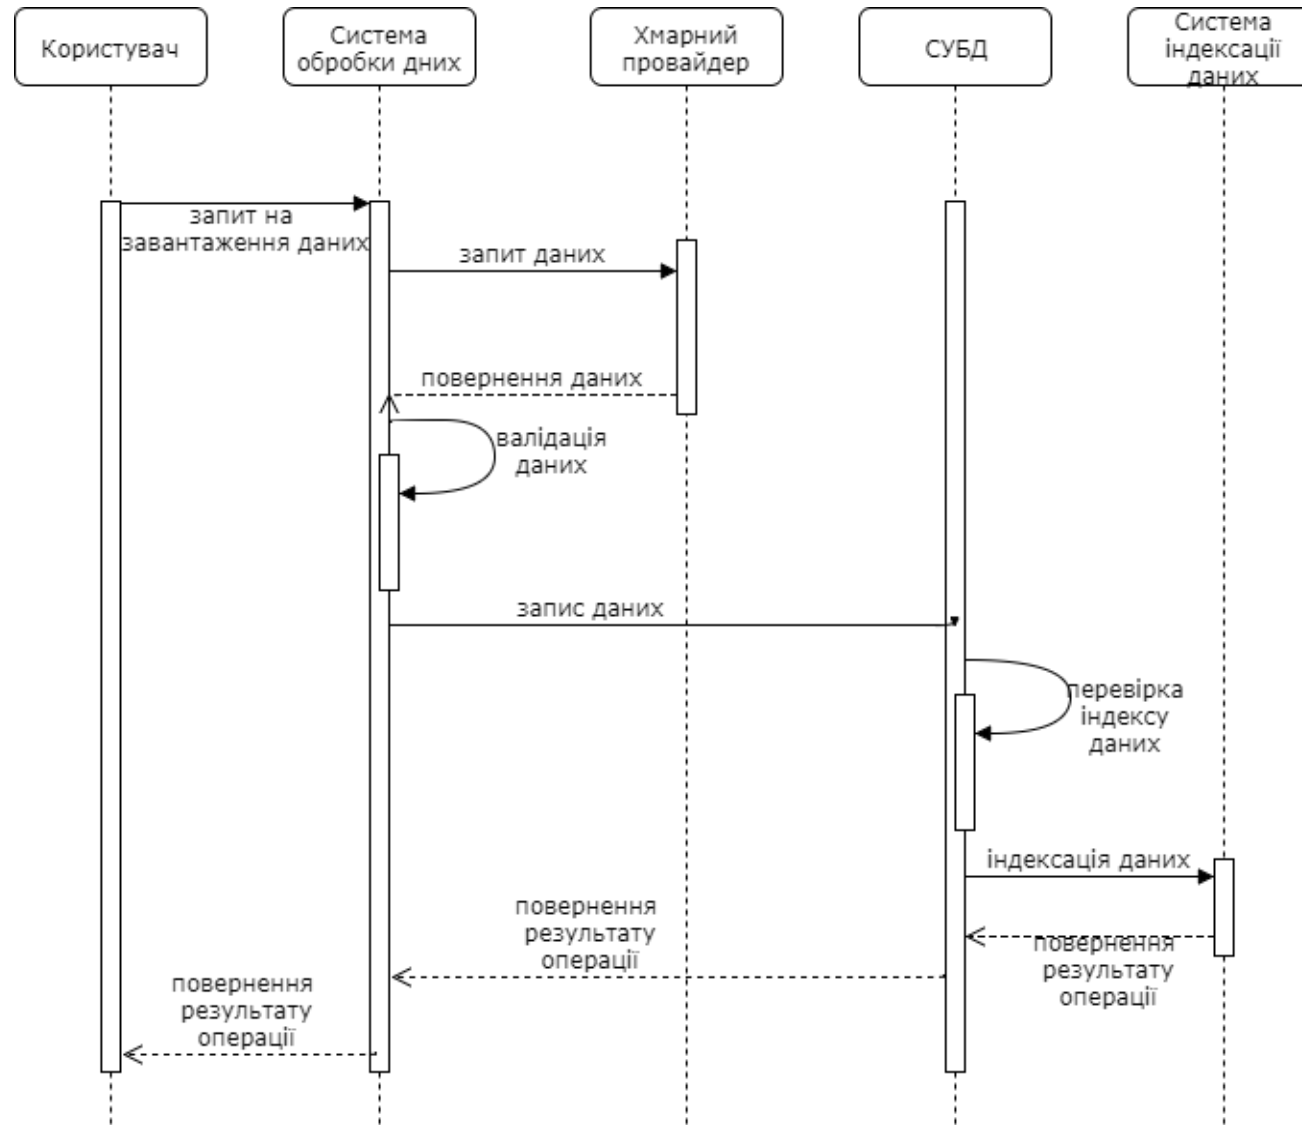 Користувач
Система
обробки дних
Хмарний
провайдер
СУБД
Система
індексації
даних
запит на
завантаження даних
запит даних
повернення даних
валідація
даних
запис даних
перевірка
індексу
даних
індексація даних
повернення
результату
операції
повернення
результату
операції
повернення
результату
операції